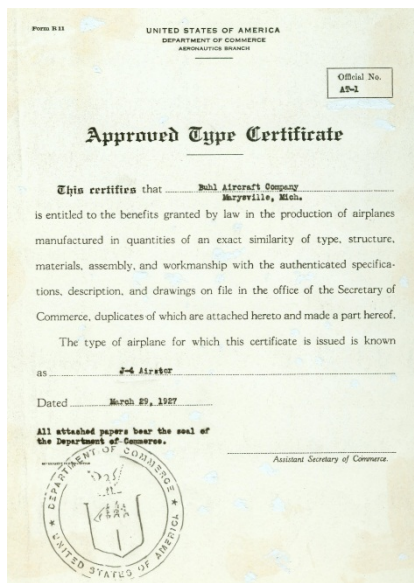 Form R11
UNITED STATES OF AMERICA
DEPARTMENT OF COMMERCE
AERONAUTICS BRANCH
Official No.
AT-1
Approved Type Certificate
This certifies that Buhl Aircraft Company
Marysville, Mich.
is entitled to the benefits granted by law in the production of airplanes
manufactured in quantities of an exact similarity of type, structure,
materials, assembly, and workmanship with the authenticated specifica-
tions, description, and drawings on file in the office of the Secretary of
Commerce, duplicates of which are attached hereto and made a part hereof.
The type of airplane for which this certificate is issued is known
as J-4 Airster
Dated March 29, 1927
All attached papers bear the seal of
the Department of Commerce.
Assistant Secretary of Commerce.
DEPARTMENT OF COMMERCE
UNITED STATES OF AMERICA